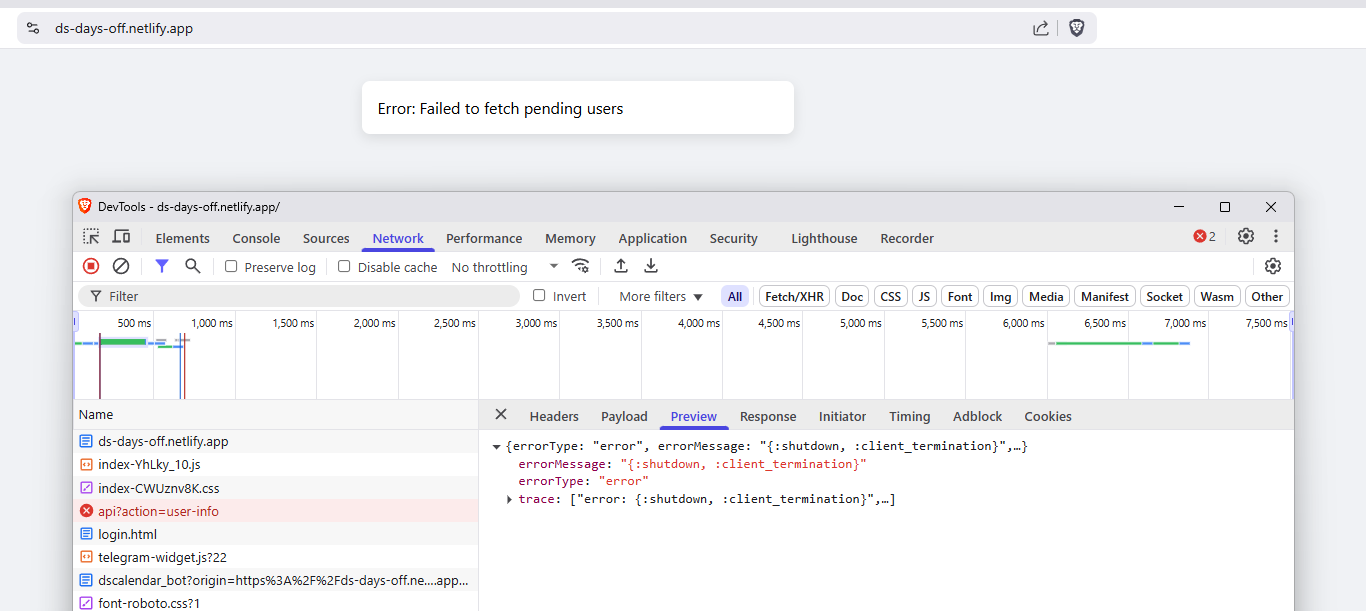 ds-days-off.netlify.app
Error: Failed to fetch pending users
DevTools - ds-days-off.netlify.app/
Elements Console Sources Network Performance Memory Application Security Lighthouse Recorder 2
Preserve log Disable cache No throttling
Filter Invert More filters All Fetch/XHR Doc CSS JS Font Img Media Manifest Socket Wasm Other
500 ms 1,000 ms 1,500 ms 2,000 ms 2,500 ms 3,000 ms 3,500 ms 4,000 ms 4,500 ms 5,000 ms 5,500 ms 6,000 ms 6,500 ms 7,000 ms 7,500 ms
Name
ds-days-off.netlify.app
index-YhLky_10.js
index-CWUznv8K.css
api?action=user-info
login.html
telegram-widget.js?22
dscalendar_bot?origin=https%3A%2F%2Fds-days-off.ne....app...
font-roboto.css?1
Headers Payload Preview Response Initiator Timing Adblock Cookies
{errorType: "error", errorMessage: "{:shutdown, :client_termination}",…}
errorMessage: "{:shutdown, :client_termination}"
errorType: "error"
trace: ["error: {:shutdown, :client_termination}",…]